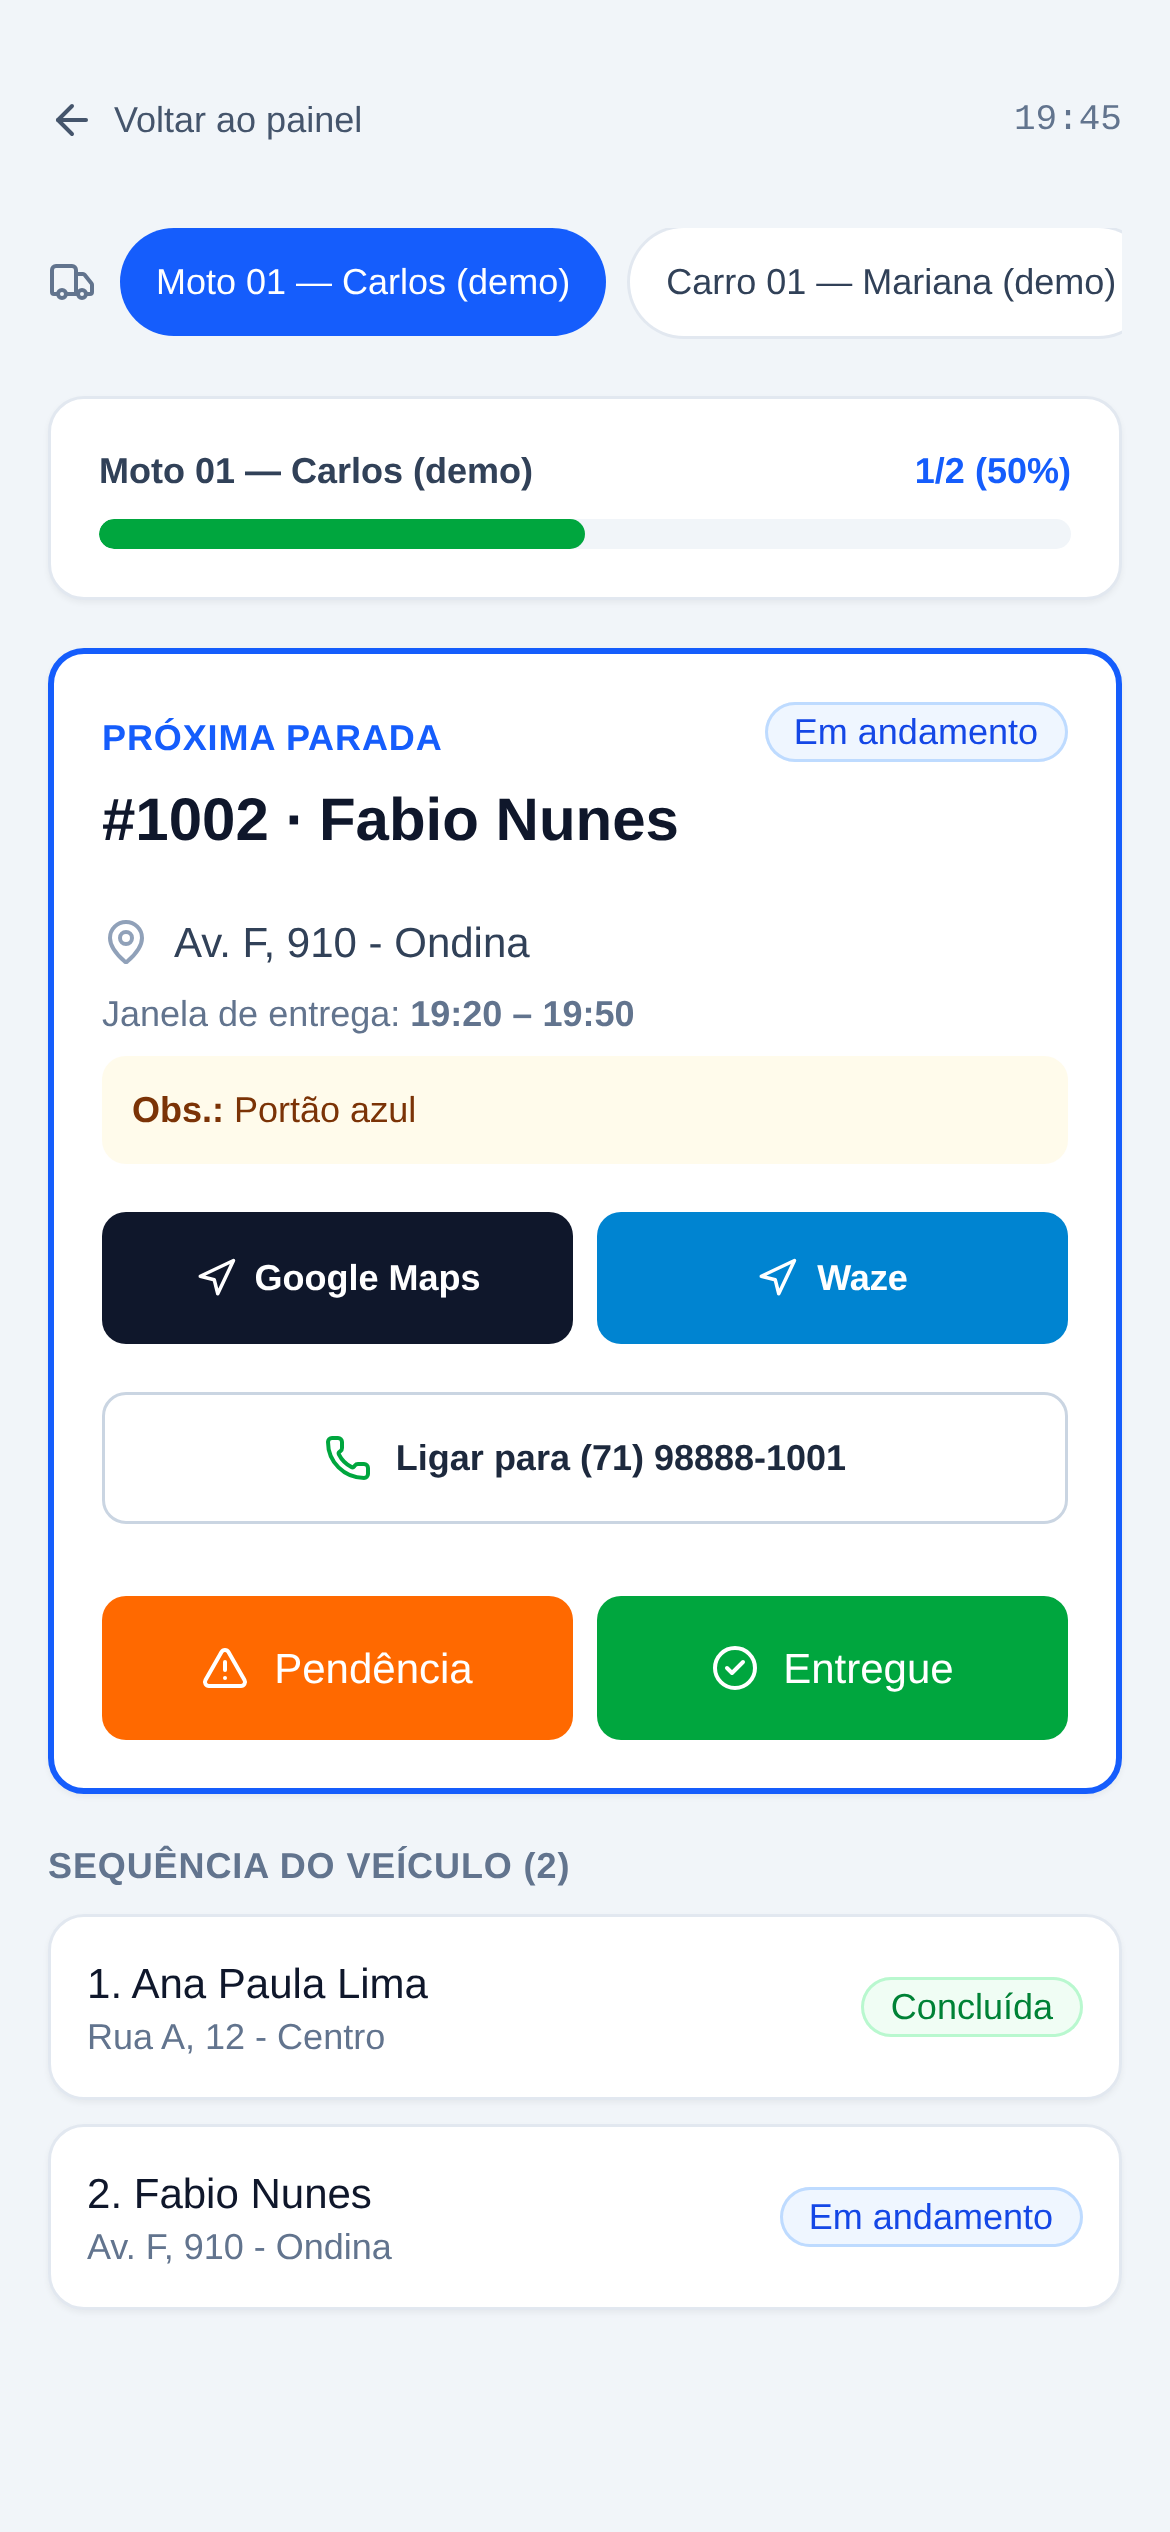 Voltar ao painel
19:45
Moto 01 — Carlos (demo)
Carro 01 — Mariana (demo)
Moto 01 — Carlos (demo)
1/2 (50%)
PRÓXIMA PARADA
Em andamento
#1002 · Fabio Nunes
Av. F, 910 - Ondina
Janela de entrega: 19:20 – 19:50
Obs.: Portão azul
Google Maps
Waze
Ligar para (71) 98888-1001
Pendência
Entregue
SEQUÊNCIA DO VEÍCULO (2)
1. Ana Paula Lima
Rua A, 12 - Centro
Concluída
2. Fabio Nunes
Av. F, 910 - Ondina
Em andamento